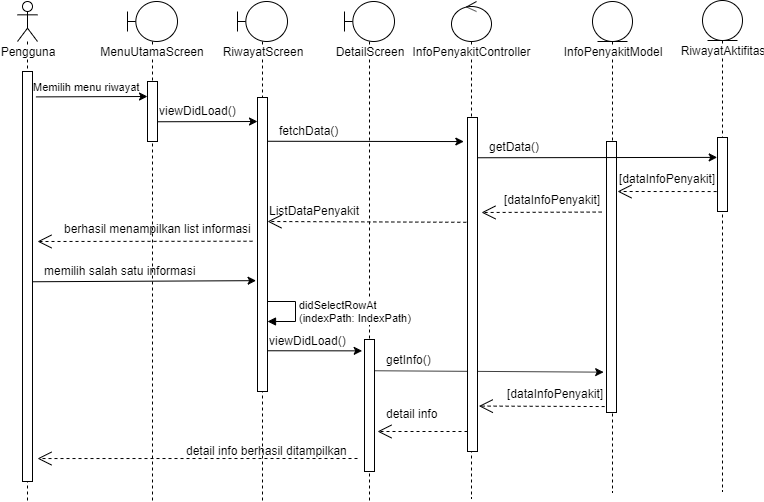 Pengguna
MenuUtamaScreen
RiwayatScreen
DetailScreen
InfoPenyakitController
InfoPenyakitModel
RiwayatAktifitas
Memilih menu riwayat
viewDidLoad()
fetchData()
getData()
[dataInfoPenyakit]
[dataInfoPenyakit]
ListDataPenyakit
berhasil menampilkan list informasi
memilih salah satu informasi
didSelectRowAt
(indexPath: IndexPath)
viewDidLoad()
getInfo()
[dataInfoPenyakit]
detail info
detail info berhasil ditampilkan